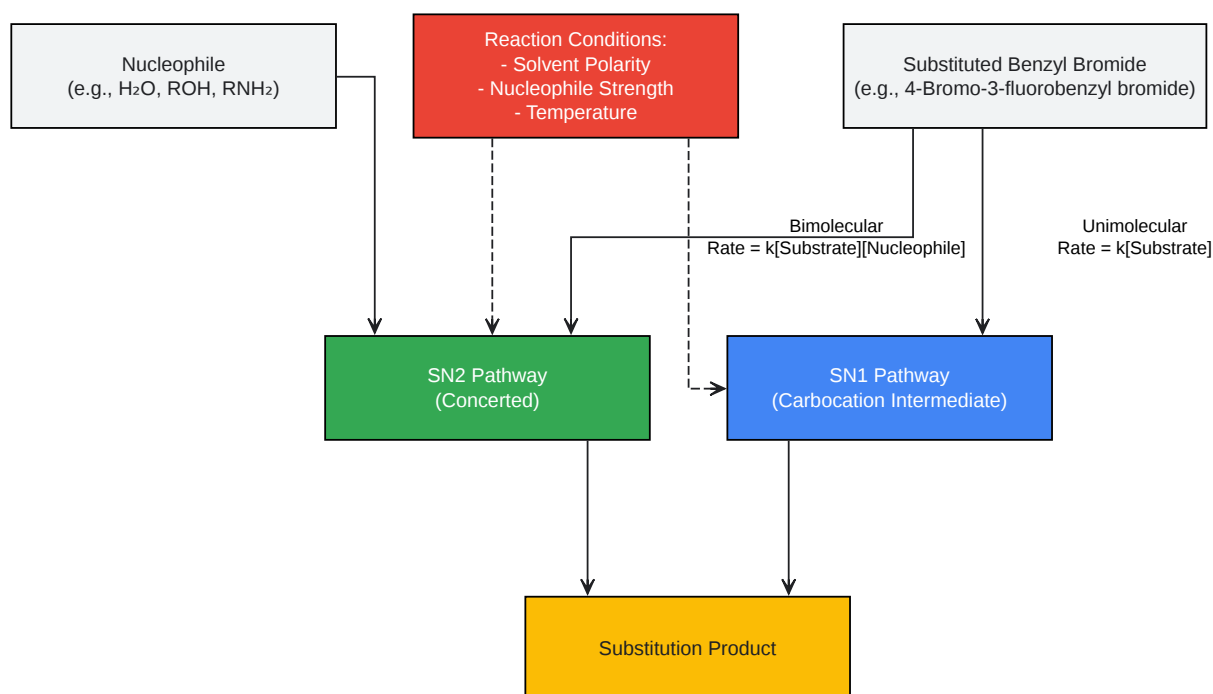 Nucleophile
(e.g., H₂O, ROH, RNH₂)
Reaction Conditions:
- Solvent Polarity
- Nucleophile Strength
- Temperature
Substituted Benzyl Bromide
(e.g., 4-Bromo-3-fluorobenzyl bromide)
Bimolecular
Rate = k[Substrate][Nucleophile]
Unimolecular
Rate = k[Substrate]
SN2 Pathway
(Concerted)
SN1 Pathway
(Carbocation Intermediate)
Substitution Product